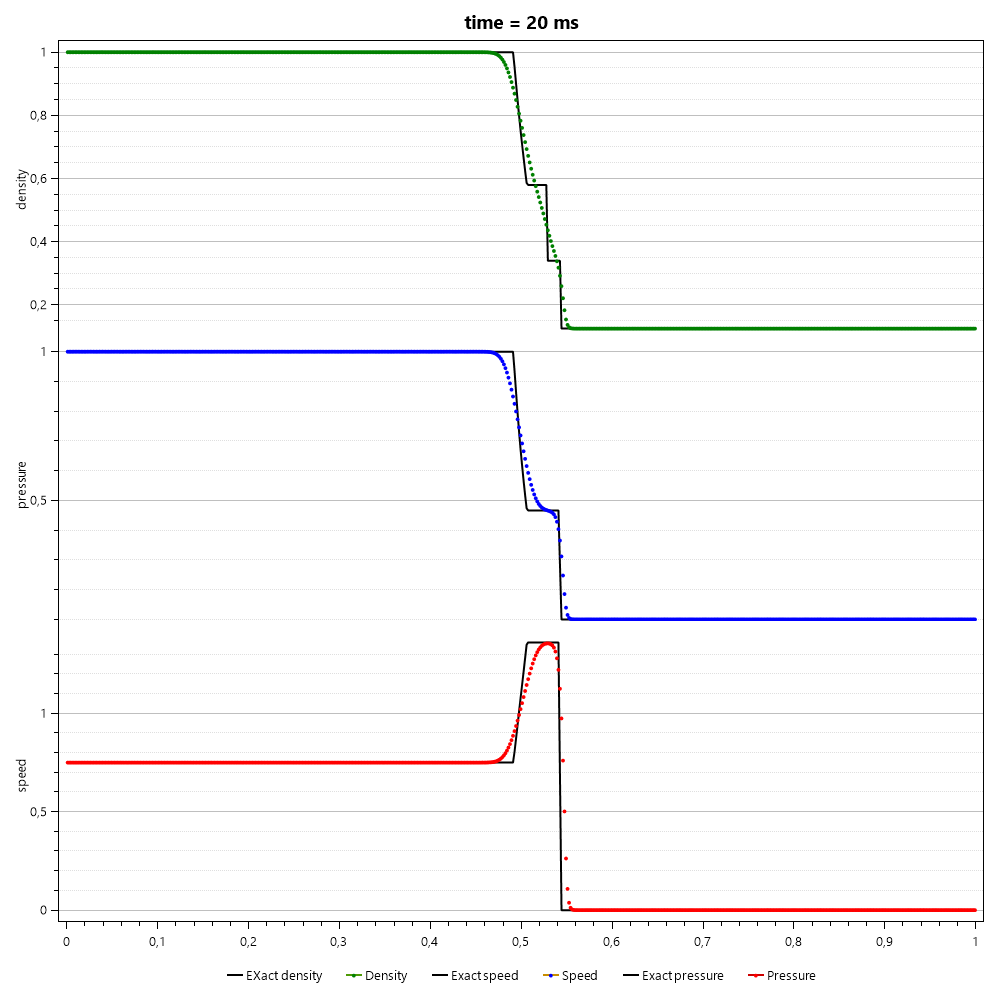 time = 20 ms
1
0,8
0,6
0,4
0,2
density
1
0,5
pressure
1
0,5
0
speed
0 0,1 0,2 0,3 0,4 0,5 0,6 0,7 0,8 0,9 1
EXact density Density Exact speed Speed Exact pressure Pressure